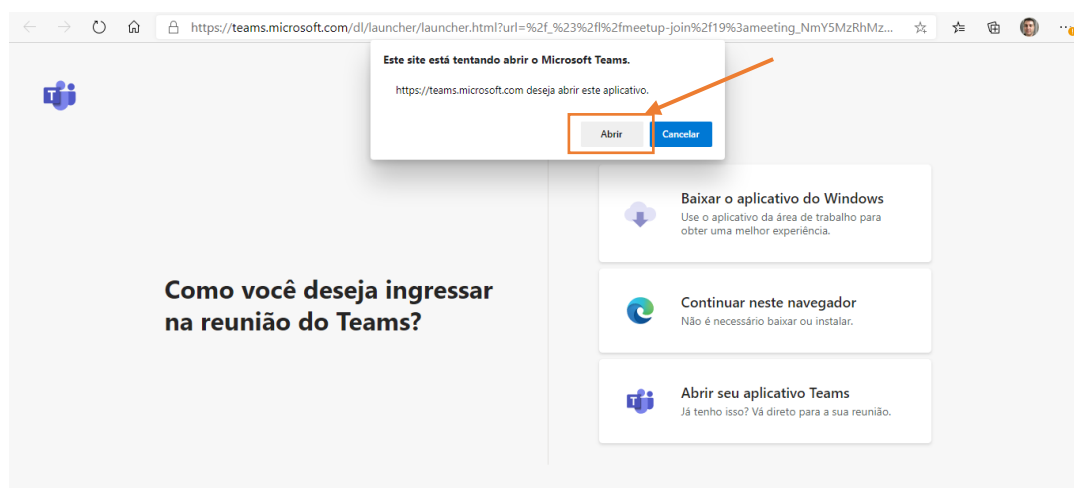 https://teams.microsoft.com/dl/launcher/launcher.html?url=%2f_%23%2fl%2fmeetup-join%2f19%3ameeting_NmY5MzRhMz...
Este site está tentando abrir o Microsoft Teams.
https://teams.microsoft.com deseja abrir este aplicativo.
Abrir
Cancelar
Como você deseja ingressar
na reunião do Teams?
Baixar o aplicativo do Windows
Use o aplicativo da área de trabalho para
obter uma melhor experiência.
Continuar neste navegador
Não é necessário baixar ou instalar.
Abrir seu aplicativo Teams
Já tenho isso? Vá direto para a sua reunião.